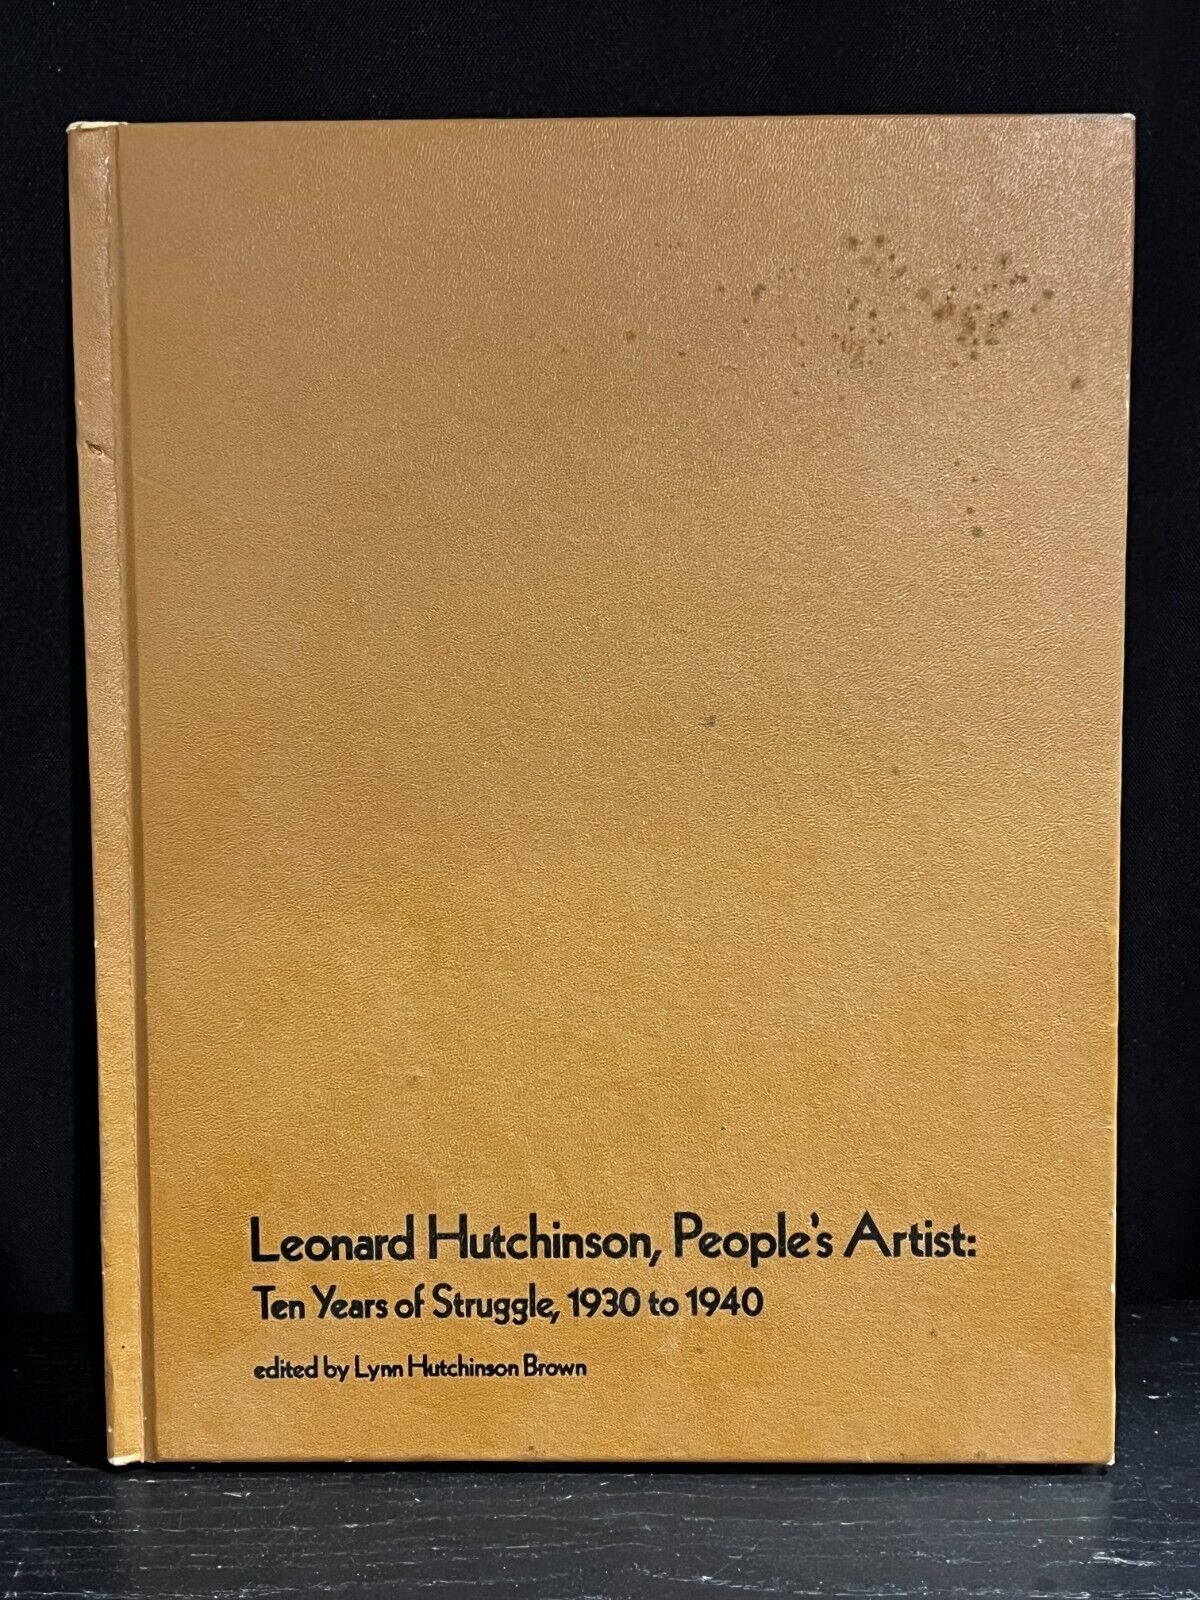 Leonard Hutchinson, People's Artist:
Ten Years of Struggle, 1930 to 1940
edited by Lynn Hutchinson Brown